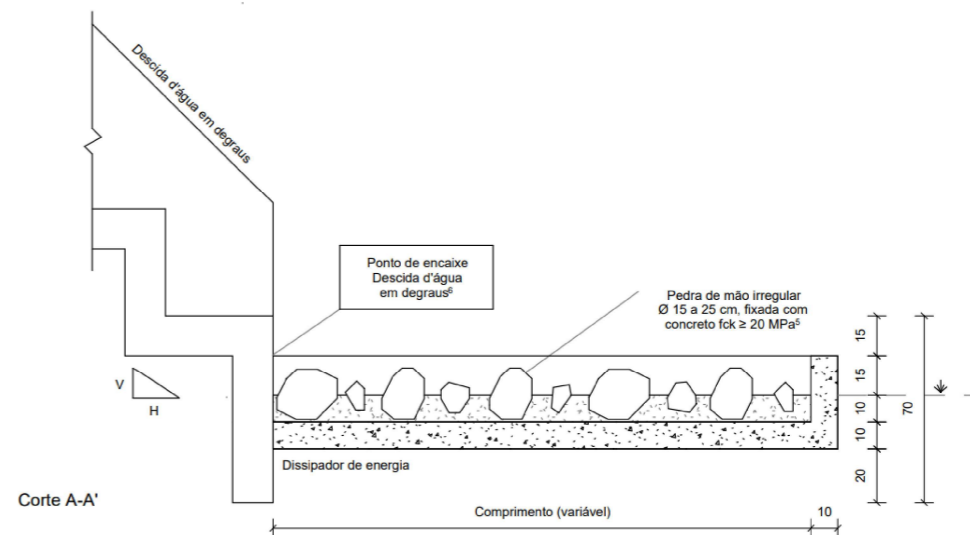 Descida d'água em degraus
Ponto de encaixe
Descida d'água
em degraus⁶
Pedra de mão irregular
Ø 15 a 25 cm, fixada com
concreto fck ≥ 20 MPa⁵
15
15
10
10
20
70
V
H
Dissipador de energia
Corte A-A'
Comprimento (variável)
10